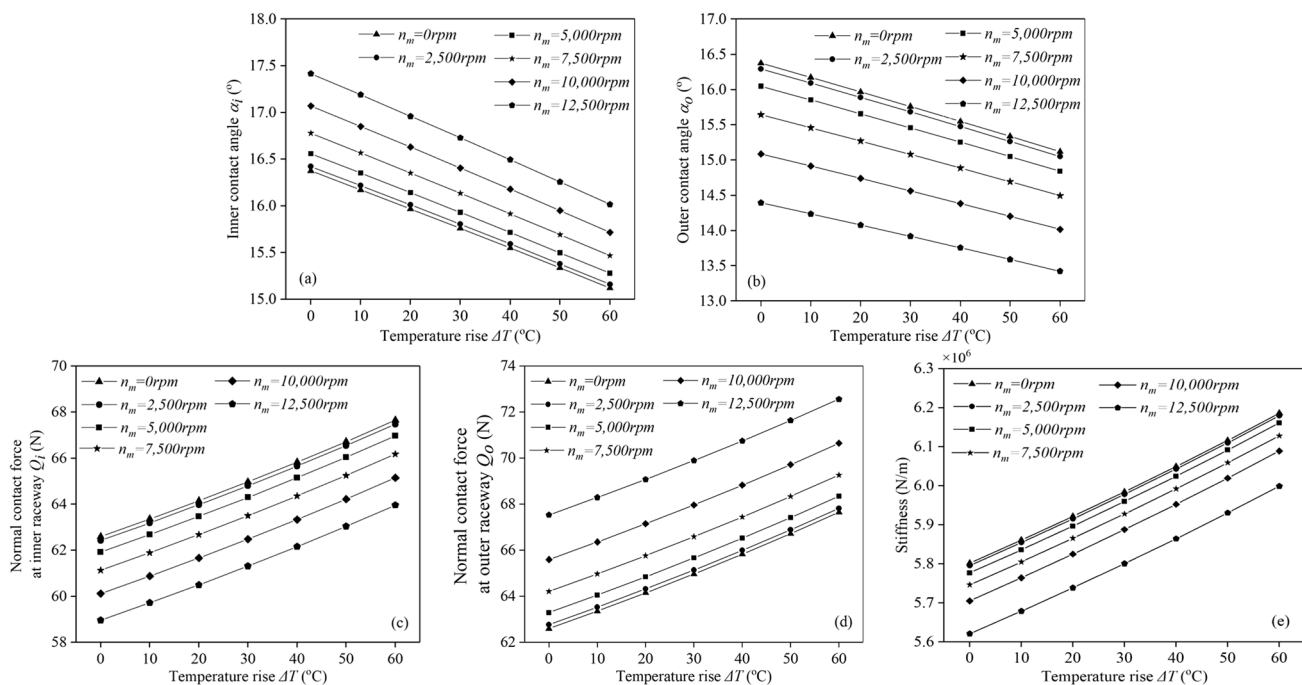 18.0
17.5
17.0
16.5
16.0
15.5
15.0
Inner contact angle αi (°)
nm=0rpm
nm=2,500rpm
nm=5,000rpm
nm=7,500rpm
nm=10,000rpm
nm=12,500rpm
(a)
0 10 20 30 40 50 60
Temperature rise ΔT (°C)
17.0
16.5
16.0
15.5
15.0
14.5
14.0
13.5
13.0
Outer contact angle αO (°)
nm=0rpm
nm=2,500rpm
nm=5,000rpm
nm=7,500rpm
nm=10,000rpm
nm=12,500rpm
(b)
0 10 20 30 40 50 60
Temperature rise ΔT (°C)
70
68
66
64
62
60
58
Normal contact force
at inner raceway Qi (N)
nm=0rpm
nm=2,500rpm
nm=5,000rpm
nm=7,500rpm
nm=10,000rpm
nm=12,500rpm
(c)
0 10 20 30 40 50 60
Temperature rise ΔT (°C)
74
72
70
68
66
64
62
Normal contact force
at outer raceway QO (N)
nm=0rpm
nm=2,500rpm
nm=5,000rpm
nm=7,500rpm
nm=10,000rpm
nm=12,500rpm
(d)
0 10 20 30 40 50 60
Temperature rise ΔT (°C)
×10⁶
6.3
6.2
6.1
6.0
5.9
5.8
5.7
5.6
Stiffness (N/m)
nm=0rpm
nm=2,500rpm
nm=5,000rpm
nm=7,500rpm
nm=10,000rpm
nm=12,500rpm
(e)
0 10 20 30 40 50 60
Temperature rise ΔT (°C)